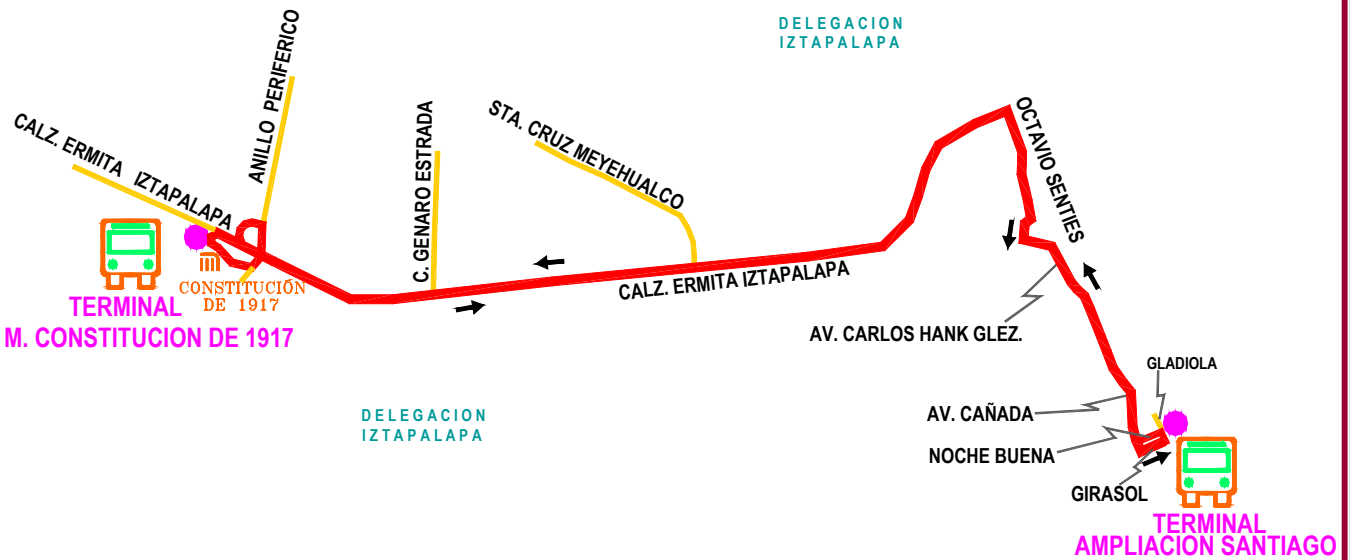 DELEGACION
IZTAPALAPA
ANILLO PERIFERICO
CALZ. ERMITA IZTAPALAPA
C. GENARO ESTRADA
STA. CRUZ MEYEHUALCO
OCTAVIO SENTIES
CONSTITUCIÓN
DE 1917
TERMINAL
M. CONSTITUCION DE 1917
CALZ. ERMITA IZTAPALAPA
AV. CARLOS HANK GLEZ.
GLADIOLA
DELEGACION
IZTAPALAPA
AV. CAÑADA
NOCHE BUENA
GIRASOL
TERMINAL
AMPLIACION SANTIAGO